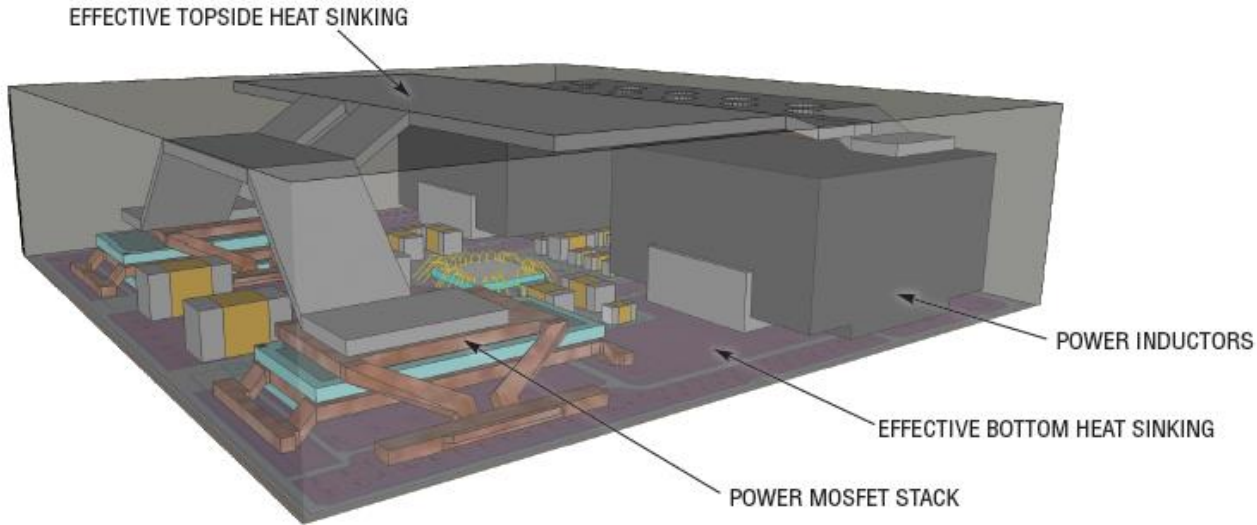 EFFECTIVE TOPSIDE HEAT SINKING
POWER INDUCTORS
EFFECTIVE BOTTOM HEAT SINKING
POWER MOSFET STACK